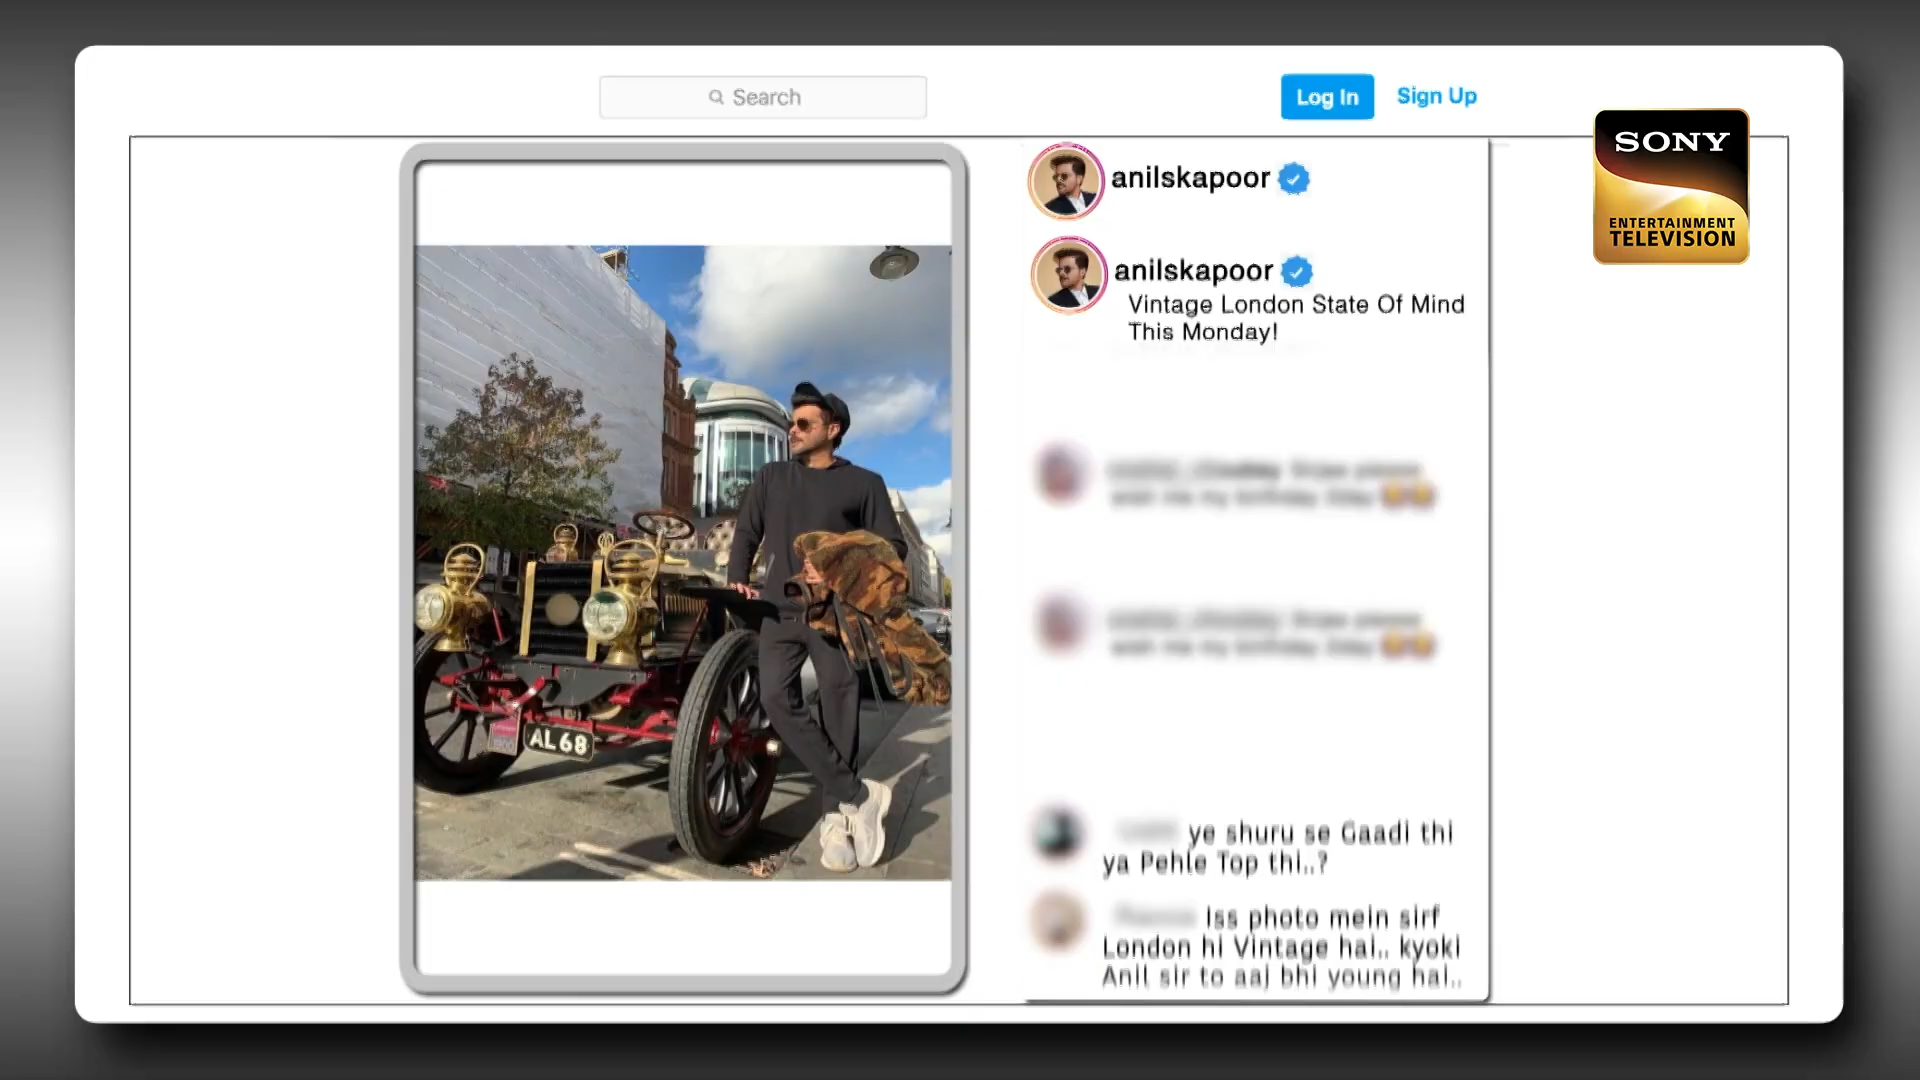 Search
Log In
Sign Up
SONY
ENTERTAINMENT
TELEVISION
anilskapoor
anilskapoor
Vintage London State Of Mind
This Monday!
AL 68
ye shuru se Gaadi thi
ya Pehle Top thi..?
Iss photo mein sirf
London hi Vintage hai.. kyoki
Anil sir to aaj bhi young hai..